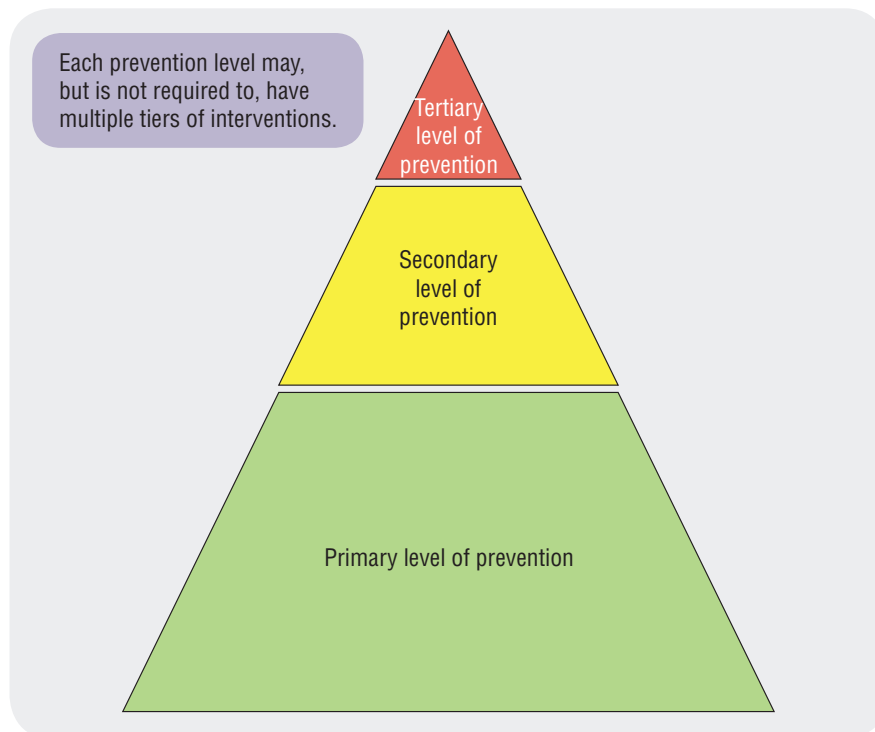 Each prevention level may,
but is not required to, have
multiple tiers of interventions.
Tertiary
level of
prevention
Secondary
level of
prevention
Primary level of prevention